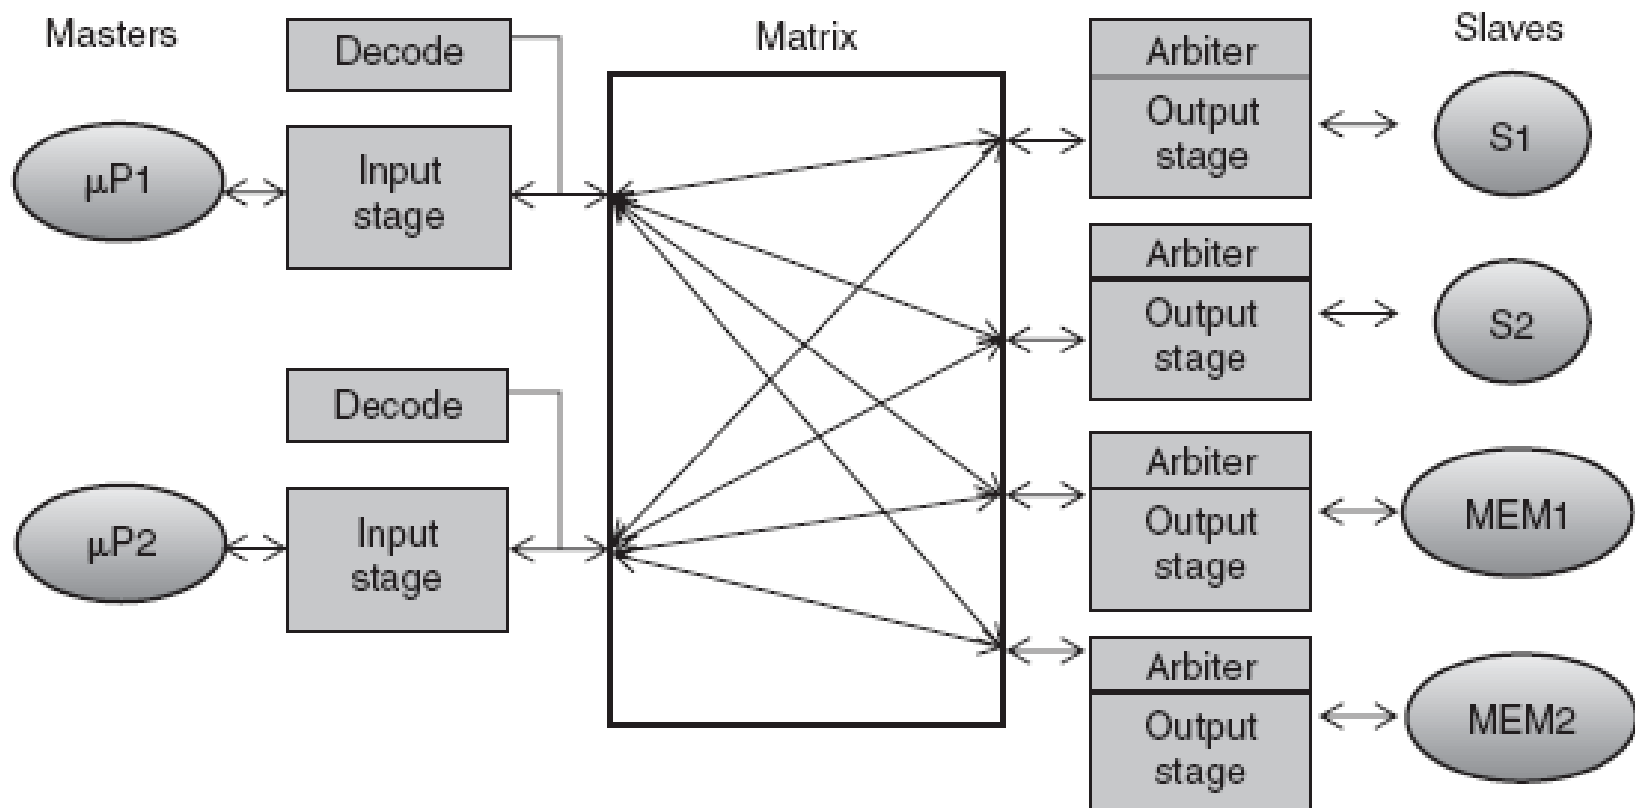 Masters
Matrix
Slaves
Decode
µP1
Input
stage
Decode
µP2
Input
stage
Arbiter
Output
stage
S1
Arbiter
Output
stage
S2
Arbiter
Output
stage
MEM1
Arbiter
Output
stage
MEM2